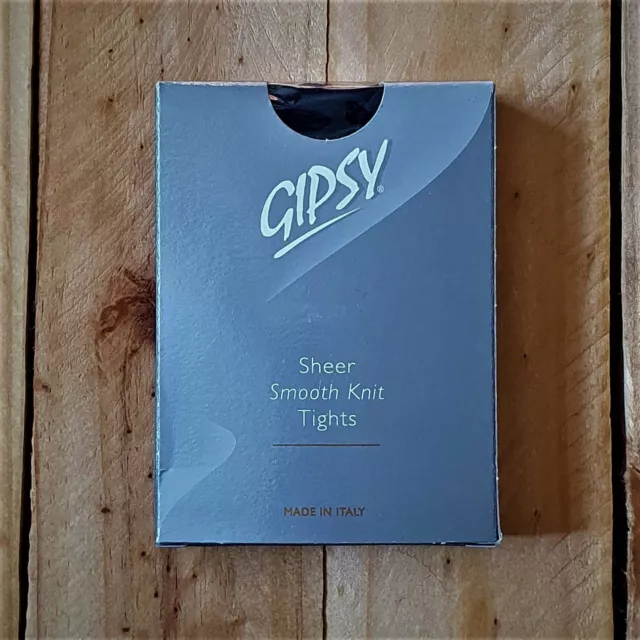 GIPSY®
Sheer
Smooth Knit
Tights
MADE IN ITALY